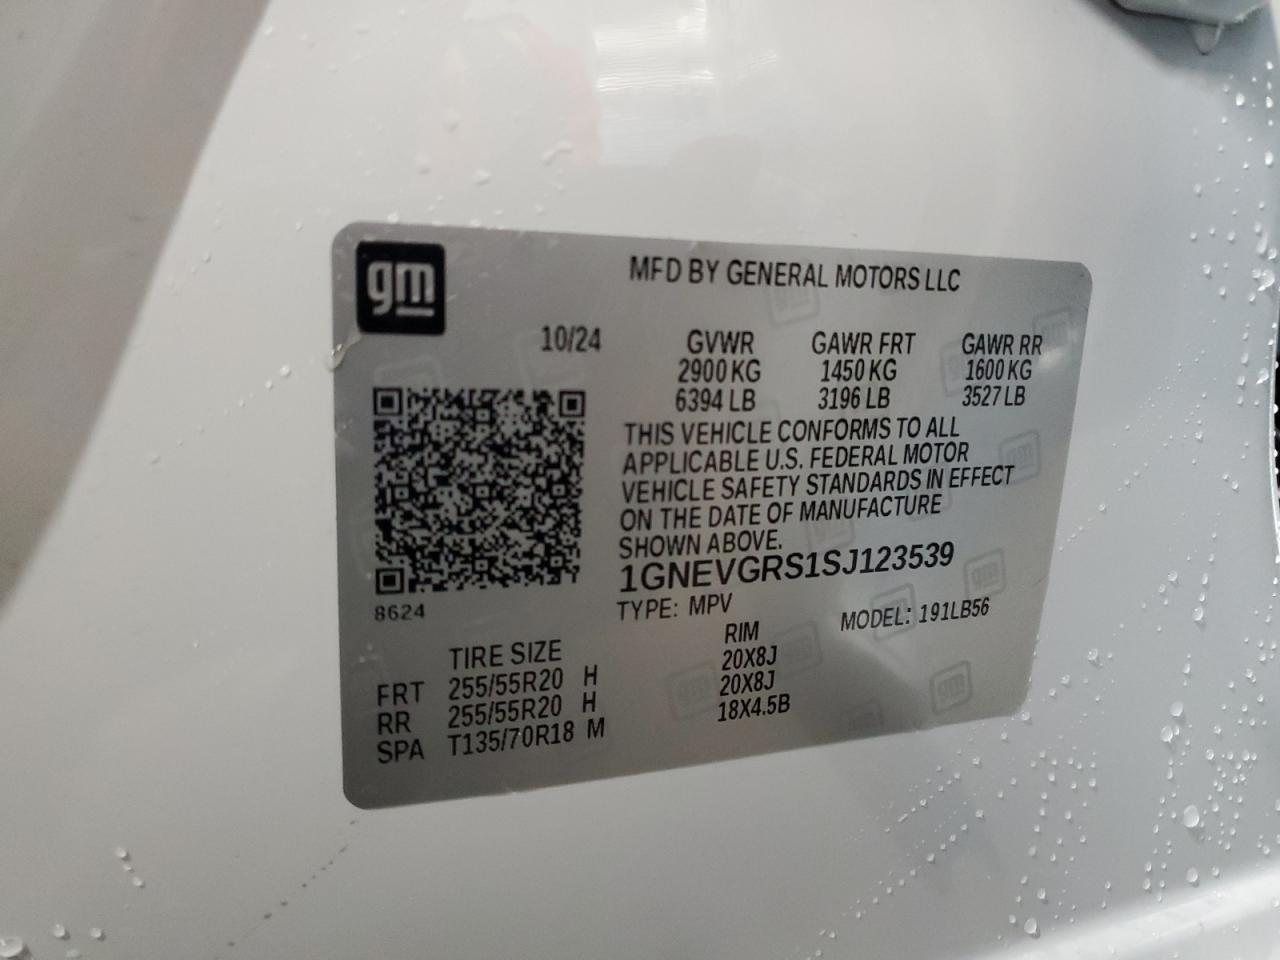 gm
MFD BY GENERAL MOTORS LLC
10/24 GVWR GAWR FRT GAWR RR
2900 KG 1450 KG 1600 KG
6394 LB 3196 LB 3527 LB
THIS VEHICLE CONFORMS TO ALL
APPLICABLE U.S. FEDERAL MOTOR
VEHICLE SAFETY STANDARDS IN EFFECT
ON THE DATE OF MANUFACTURE
SHOWN ABOVE.
1GNEVGRS1SJ123539
8624
TYPE: MPV MODEL: 191LB56
TIRE SIZE RIM
FRT 255/55R20 H 20X8J
RR 255/55R20 H 20X8J
SPA T135/70R18 M 18X4.5B